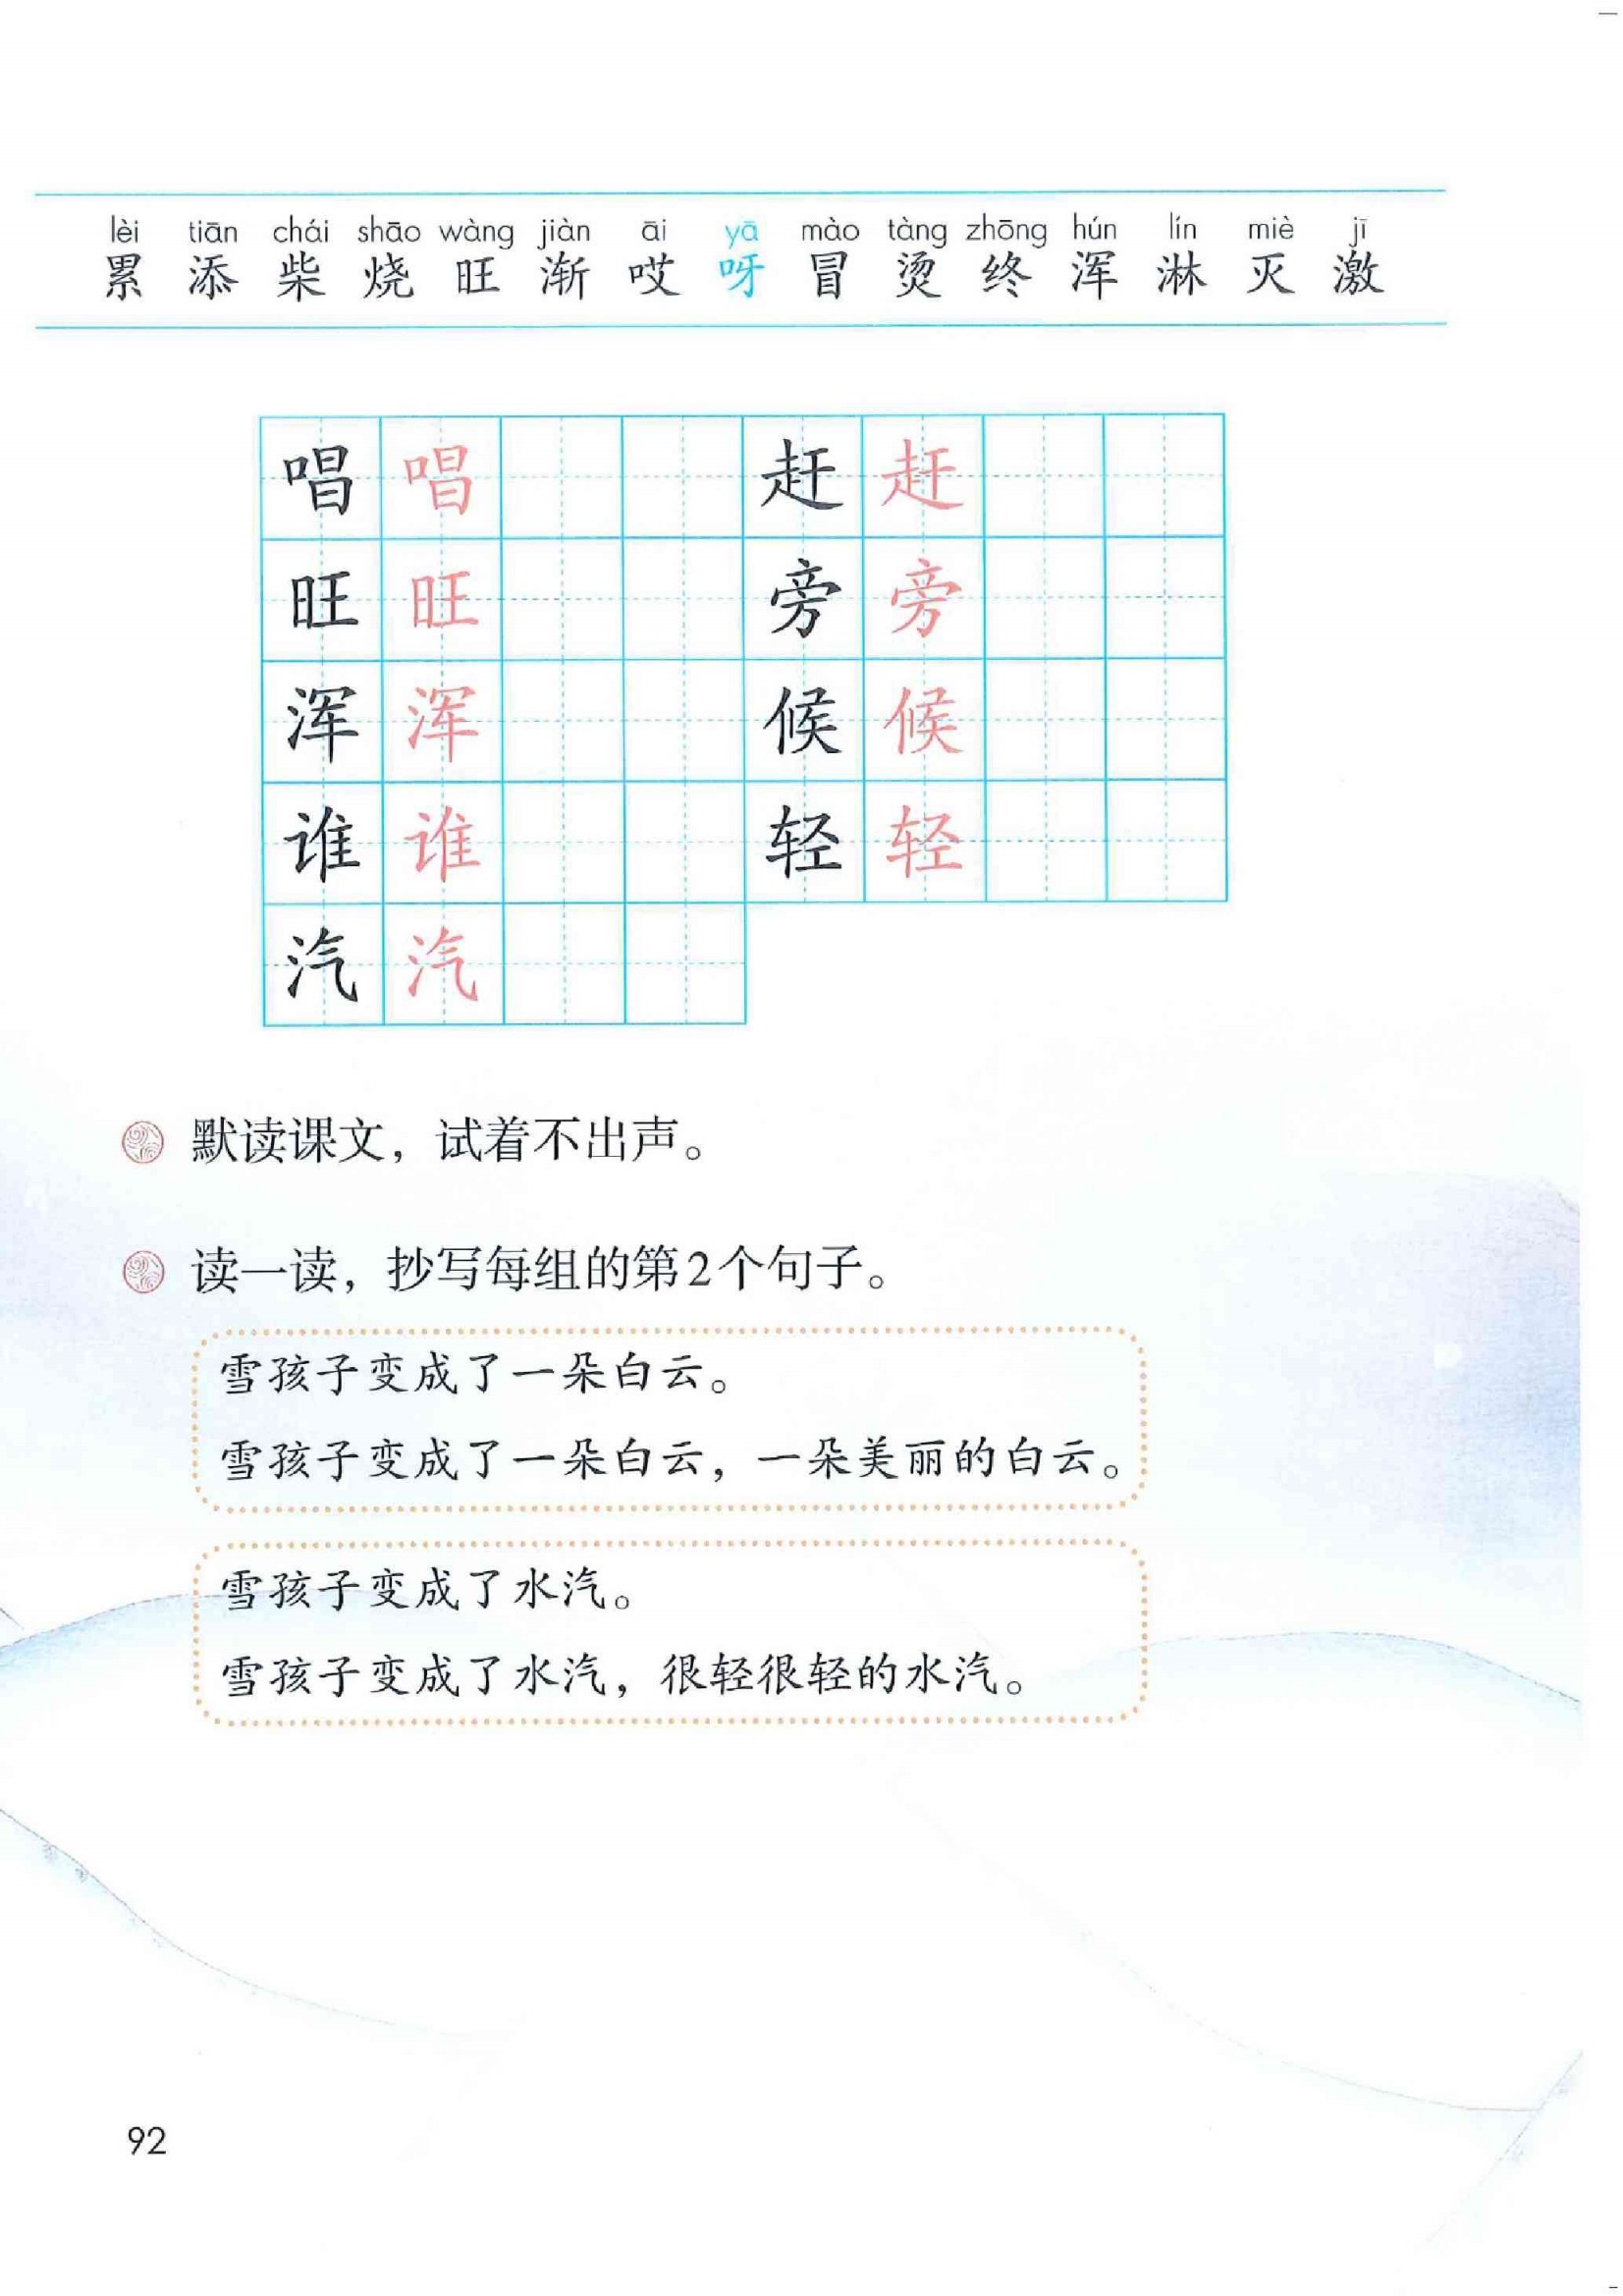 lèi tiān chái shāo wàng jiàn āi yā mào tàng zhōng hún lín miè jī
累 添 柴 烧 旺 渐 哎 呀 冒 烫 终 浑 淋 灭 激
唱 唱 赶 赶
旺 旺 旁 旁
浑 浑 候 候
谁 谁 轻 轻
汽 汽
默读课文，试着不出声。
读一读，抄写每组的第2个句子。
雪孩子变成了一朵白云。
雪孩子变成了一朵白云，一朵美丽的白云。
雪孩子变成了水汽。
雪孩子变成了水汽，很轻很轻的水汽。
92